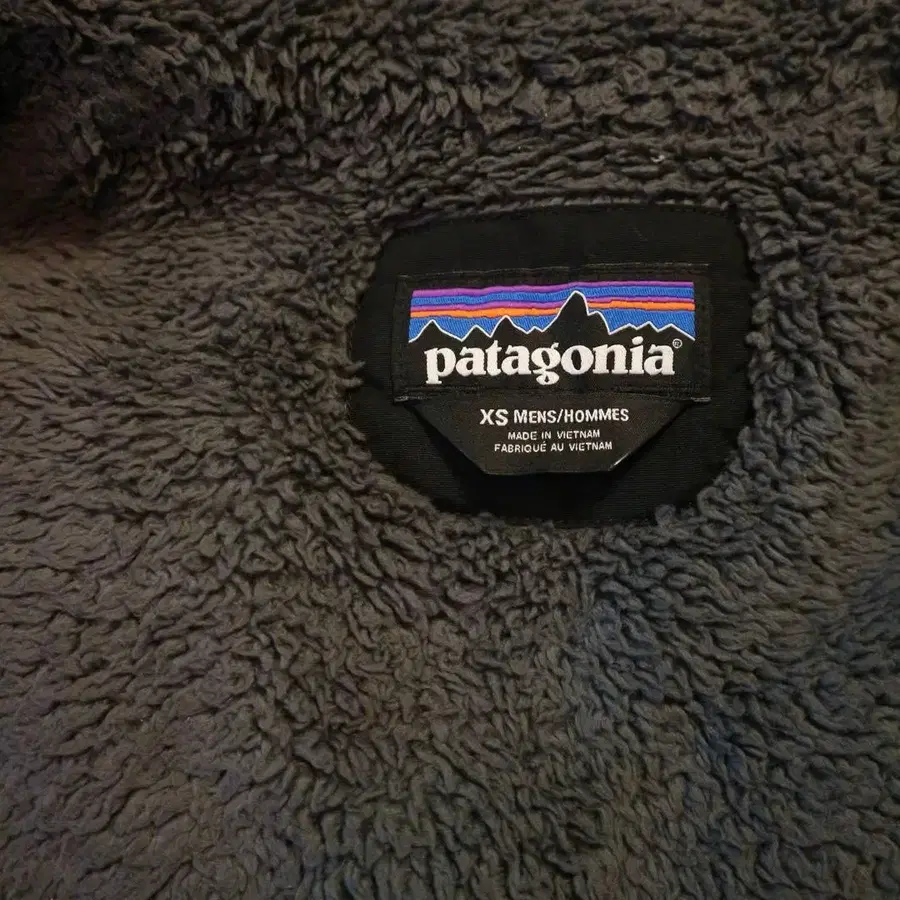 patagonia®
XS MENS/HOMMES
MADE IN VIETNAM
FABRIQUÉ AU VIETNAM